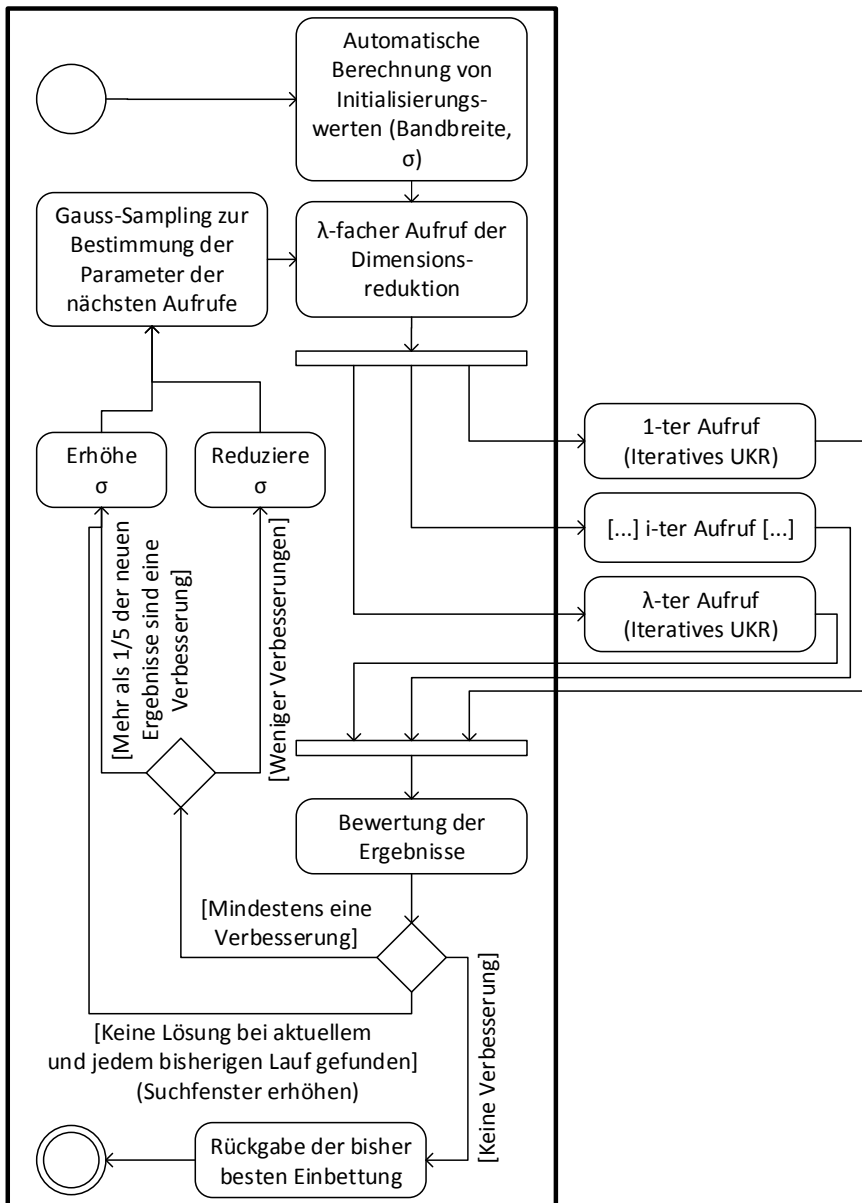 Automatische
Berechnung von
Initialisierungs-
werten (Bandbreite,
σ)
Gauss-Sampling zur
Bestimmung der
Parameter der
nächsten Aufrufe
λ-facher Aufruf der
Dimensions-
reduktion
1-ter Aufruf
(Iteratives UKR)
Erhöhe
σ
Reduziere
σ
[...] i-ter Aufruf [...]
λ-ter Aufruf
(Iteratives UKR)
[Mehr als 1/5 der neuen
Ergebnisse sind eine
Verbesserung]
[Weniger Verbesserungen]
Bewertung der
Ergebnisse
[Mindestens eine
Verbesserung]
[Keine Verbesserung]
[Keine Lösung bei aktuellem
und jedem bisherigen Lauf gefunden]
(Suchfenster erhöhen)
Rückgabe der bisher
besten Einbettung